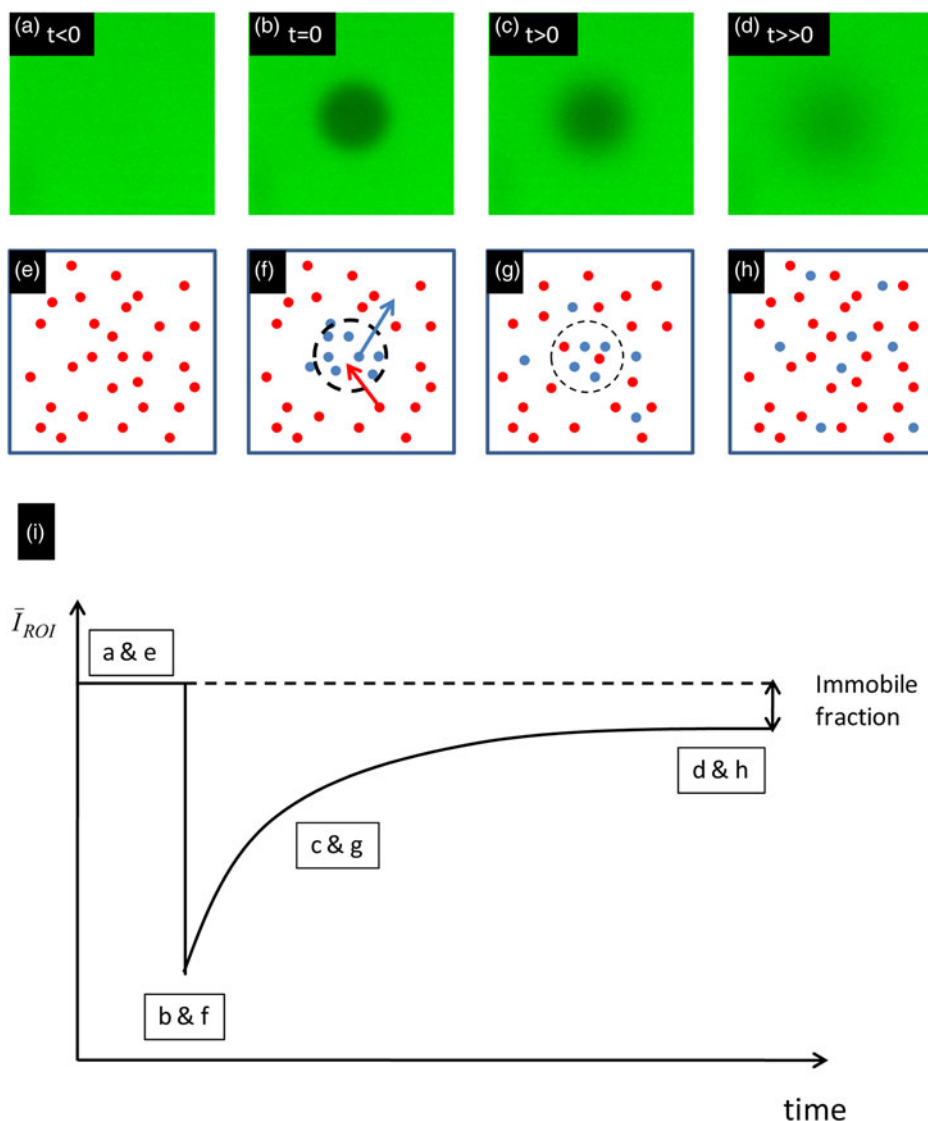 (a) t<0
(b) t=0
(c) t>0
(d) t>>0
(e)
(f)
(g)
(h)
(i)
Ī_ROI
a & e
Immobile
fraction
d & h
c & g
b & f
time